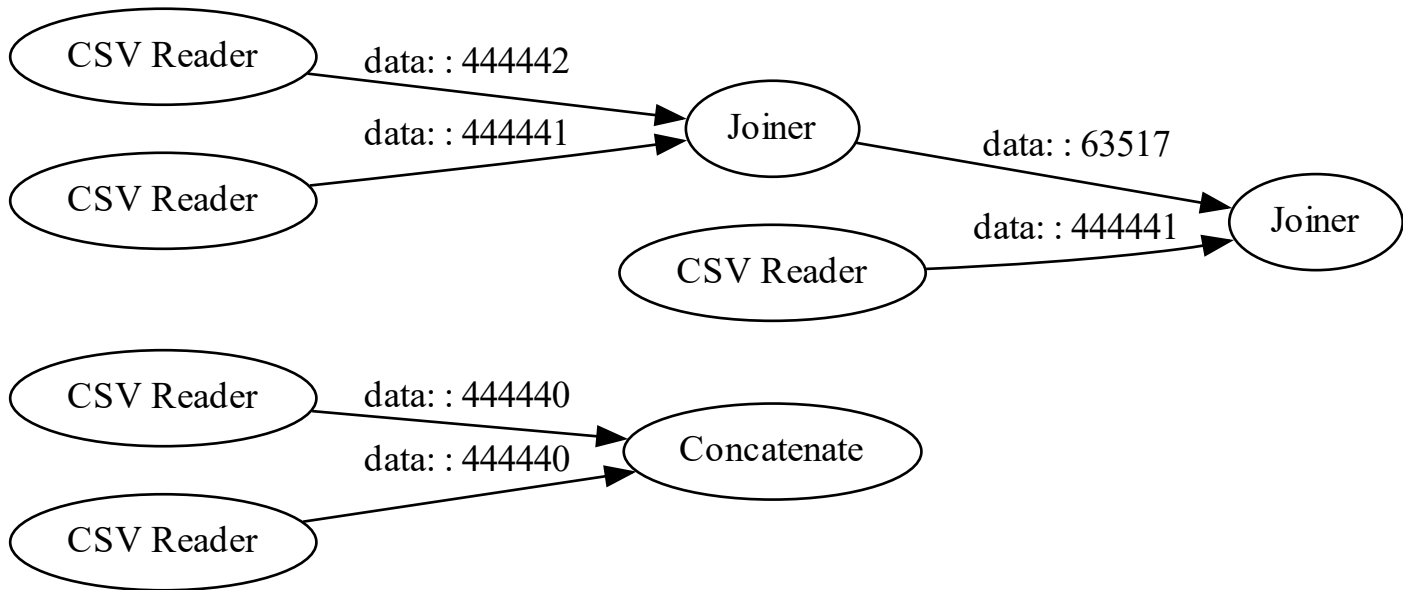 CSV Reader
data: : 444442
CSV Reader
data: : 444441
Joiner
data: : 63517
CSV Reader
data: : 444441
Joiner
CSV Reader
data: : 444440
CSV Reader
data: : 444440
Concatenate